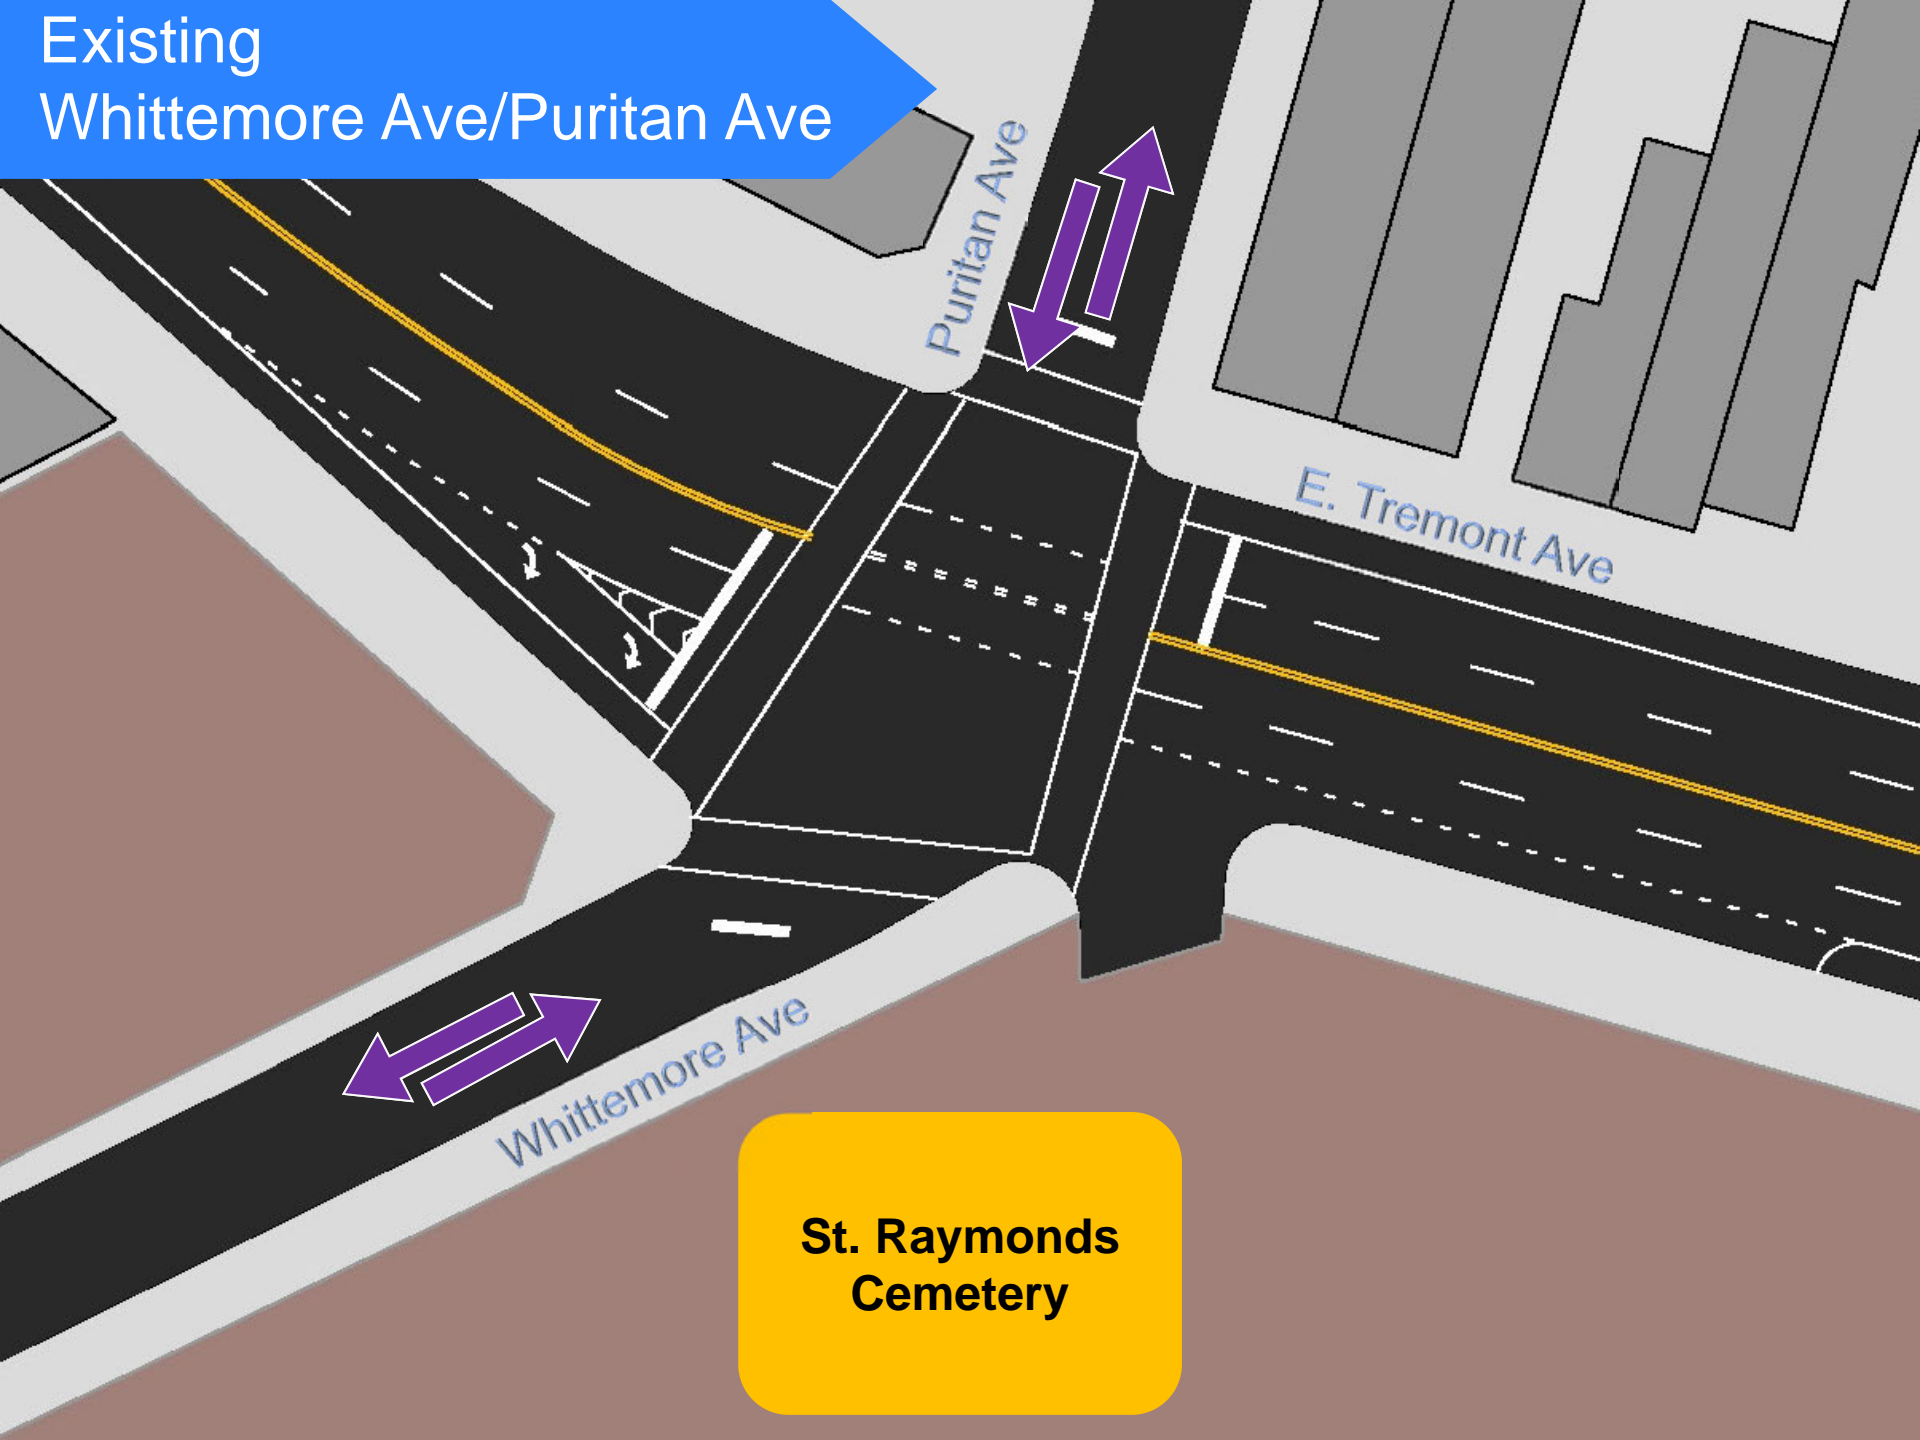 Existing
Whittemore Ave/Puritan Ave
Puritan Ave
E. Tremont Ave
Whittemore Ave
St. Raymonds
Cemetery